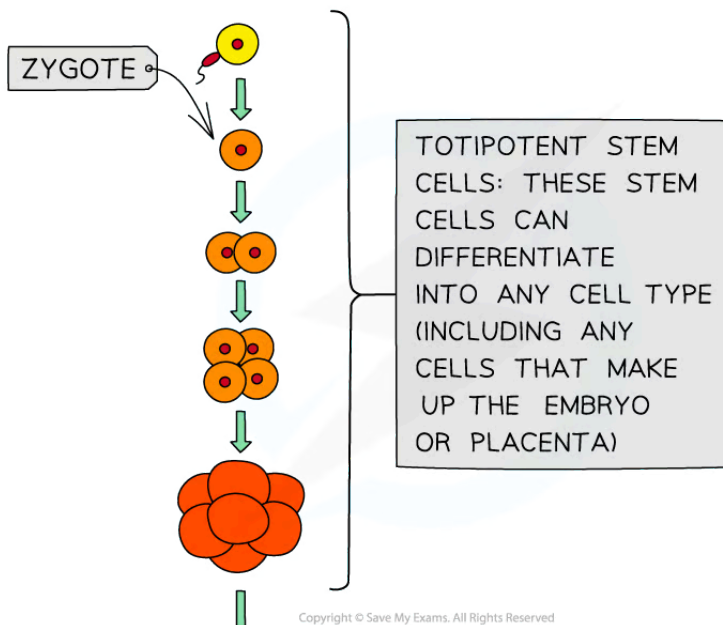 ZYGOTE
TOTIPOTENT STEM
CELLS: THESE STEM
CELLS CAN
DIFFERENTIATE
INTO ANY CELL TYPE
(INCLUDING ANY
CELLS THAT MAKE
UP THE EMBRYO
OR PLACENTA)
Copyright © Save My Exams. All Rights Reserved